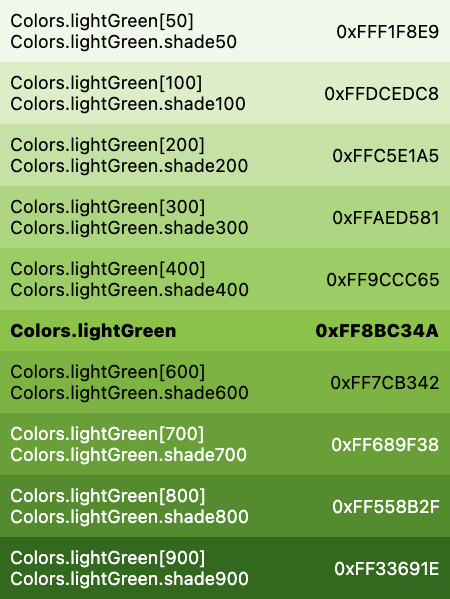 Colors.lightGreen[50]
Colors.lightGreen.shade50
0xFFF1F8E9
Colors.lightGreen[100]
Colors.lightGreen.shade100
0xFFDCEDC8
Colors.lightGreen[200]
Colors.lightGreen.shade200
0xFFC5E1A5
Colors.lightGreen[300]
Colors.lightGreen.shade300
0xFFAED581
Colors.lightGreen[400]
Colors.lightGreen.shade400
0xFF9CCC65
Colors.lightGreen
0xFF8BC34A
Colors.lightGreen[600]
Colors.lightGreen.shade600
0xFF7CB342
Colors.lightGreen[700]
Colors.lightGreen.shade700
0xFF689F38
Colors.lightGreen[800]
Colors.lightGreen.shade800
0xFF558B2F
Colors.lightGreen[900]
Colors.lightGreen.shade900
0xFF33691E